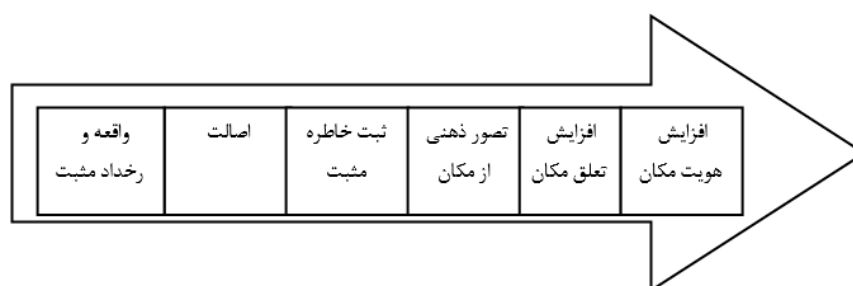 واقعه و
رخداد مثبت
اصالت
ثبت خاطره
مثبت
تصور ذهنی
از مکان
افزایش
تعلق مکان
افزایش
هویت مکان